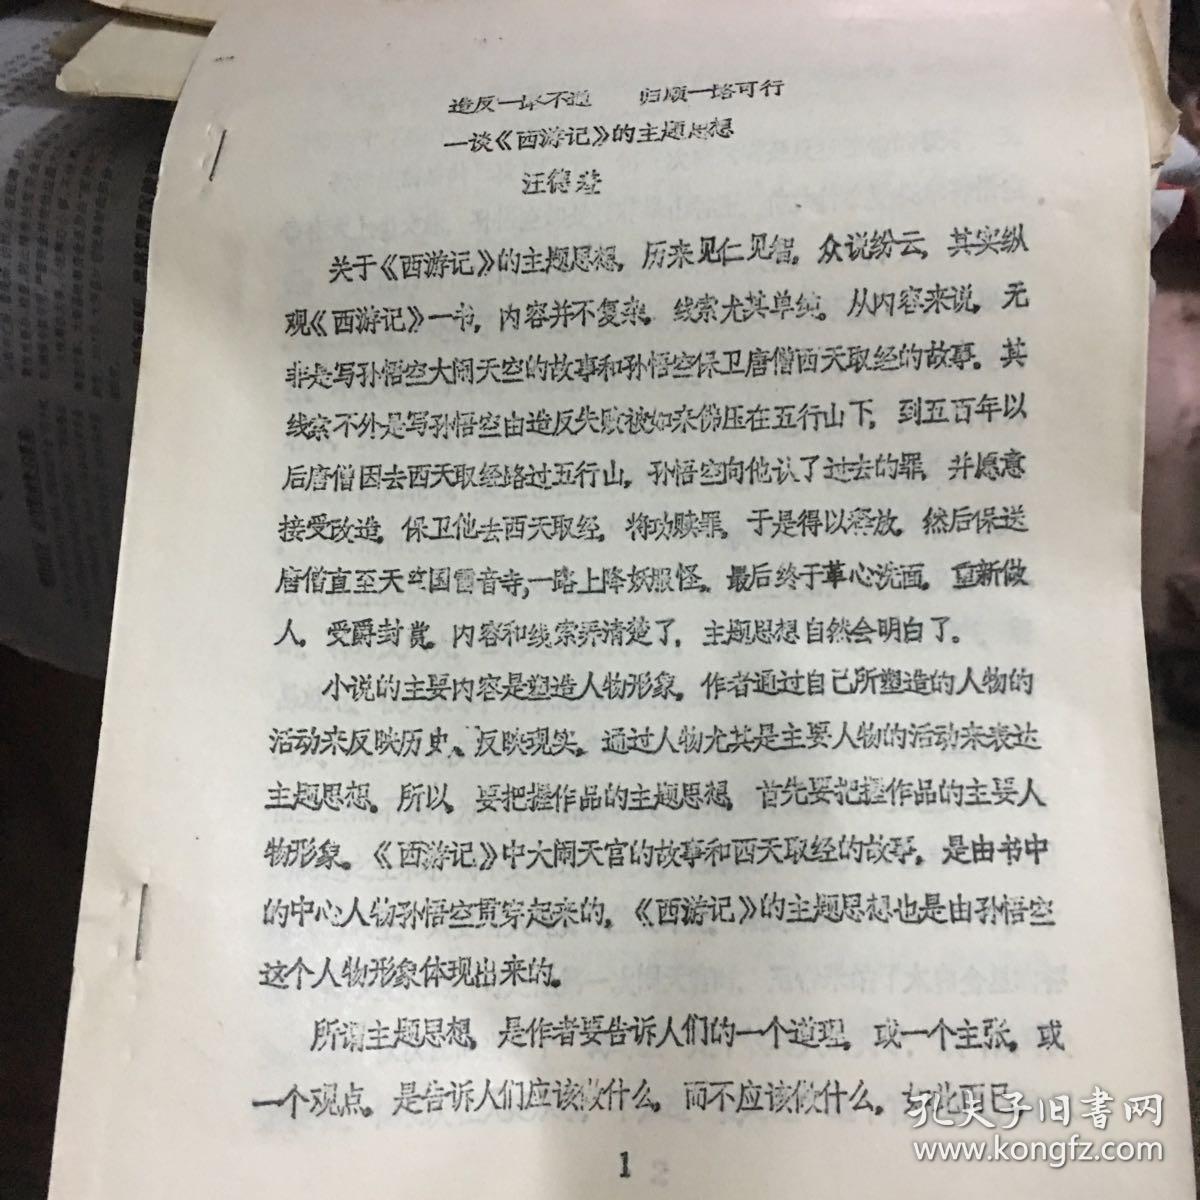 造反一路不通　归顺一路可行
—谈《西游记》的主题思想
汪德
关于《西游记》的主题思想，历来见仁见智，众说纷云，其实纵
观《西游记》一书，内容并不复杂，线索尤其单纯。从内容来说，无
非是写孙悟空大闹天空的故事和孙悟空保卫唐僧西天取经的故事。其
线索不外是写孙悟空由造反失败被如来佛压在五行山下，到五百年以
后唐僧因去西天取经路过五行山，孙悟空向他认了过去的罪，并愿意
接受改造，保卫他去西天取经，将功赎罪，于是得以释放，然后保送
唐僧直至天竺国雷音寺，一路上降妖服怪。最后终于革心洗面，重新做
人，受爵封赏。内容和线索弄清楚了，主题思想自然会明白了。
小说的主要内容是塑造人物形象，作者通过自己所塑造的人物的
活动来反映历史、反映现实。通过人物尤其是主要人物的活动来表达
主题思想。所以，要把握作品的主题思想，首先要把握作品的主要人
物形象。《西游记》中大闹天宫的故事和西天取经的故事，是由书中
的中心人物孙悟空贯穿起来的，《西游记》的主题思想也是由孙悟空
这个人物形象体现出来的。
所谓主题思想，是作者要告诉人们的一个道理，或一个主张，或
一个观点。是告诉人们应该做什么，而不应该做什么。如此而已
1
孔夫子旧书网
www.kongfz.com